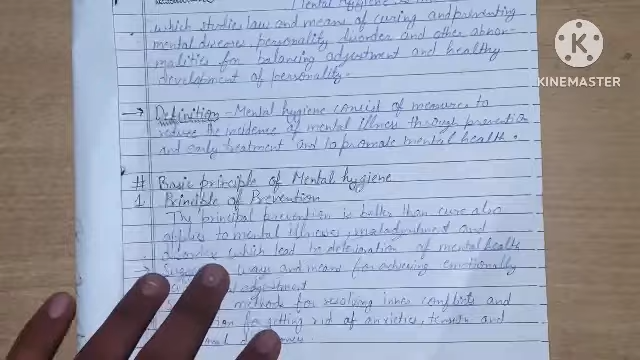 Mental Hygiene is
which studies law and means of curing and preventing
mental diseases personality disorder and other abnor-
malities for balancing adjustment and healthy
development of personality.
→ Definition - Mental hygiene consist of measures to
reduce the incidence of mental illness through prevention
and early treatment and to promote mental health.
# Basic principle of Mental hygiene
1 Principle of Prevention
The principal prevention is better than cure also
applies to mental illnesses, maladjustment and
disorder which lead to deterioration of mental health
→ ways and means for achieving emotionally
adjustment
methods for resolving inner conflicts and
for getting rid of anxieties, tension and
KINEMASTER